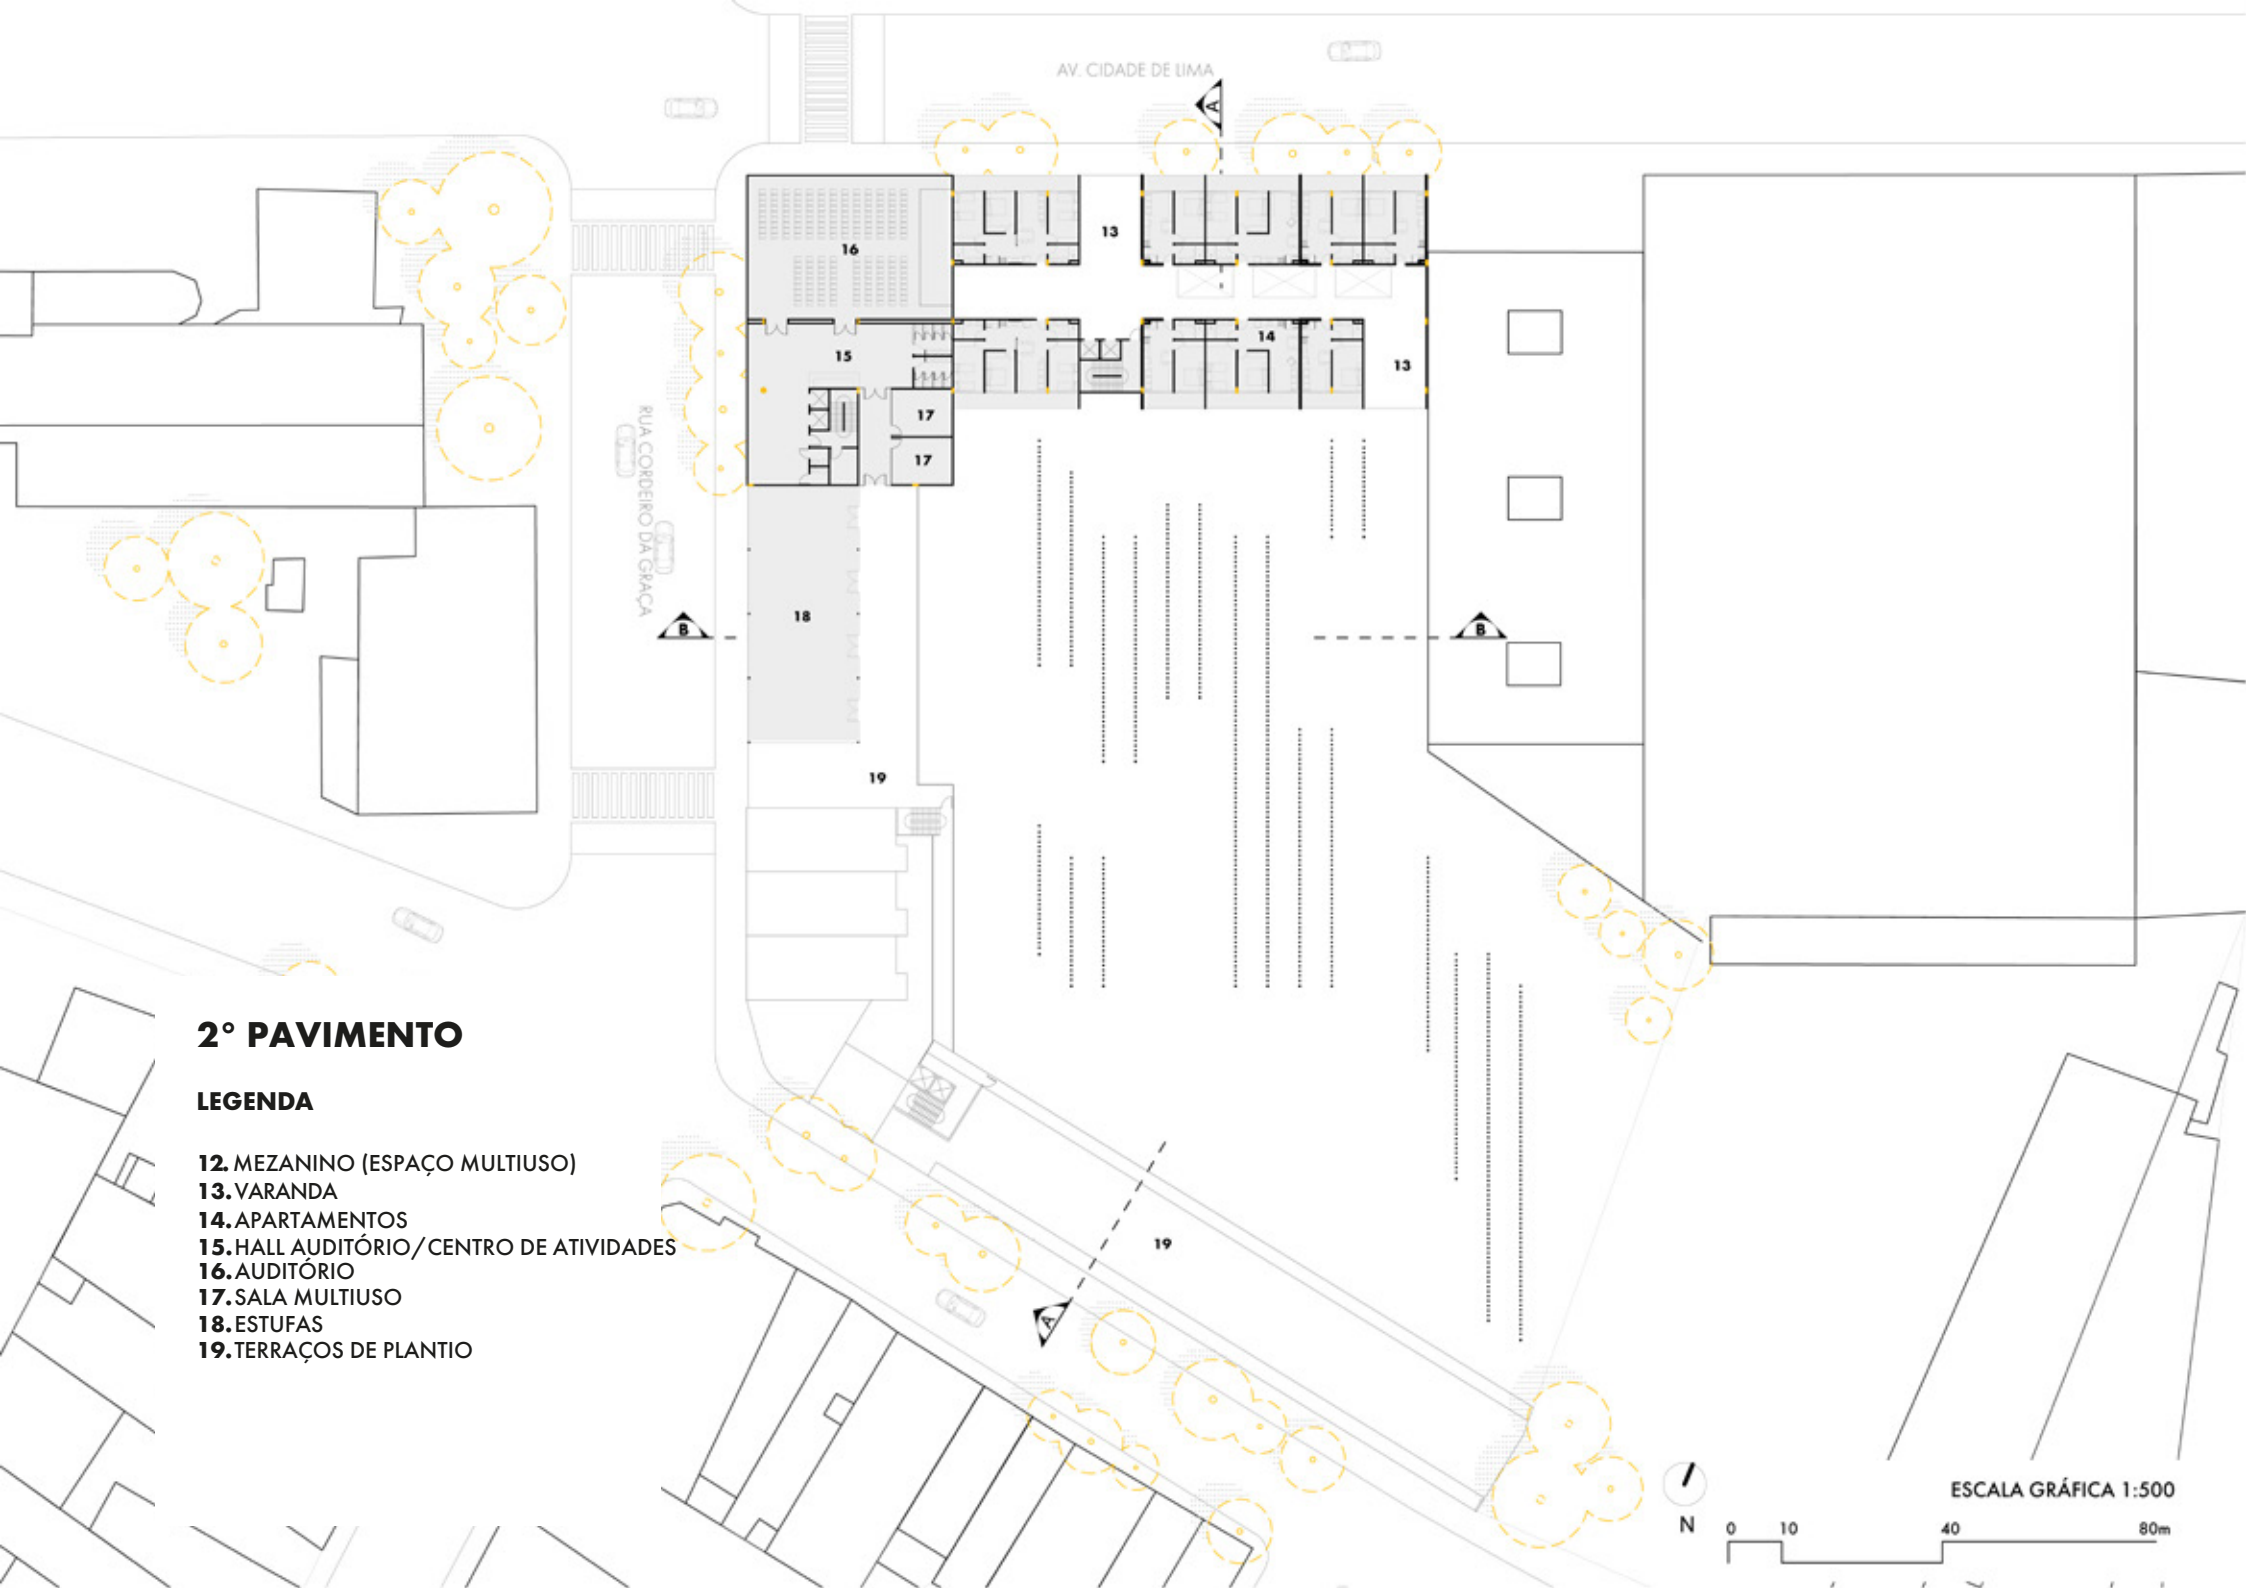 AV. CIDADE DE LIMA
A
13
16
14
15
13
17
17
RUA CORDEIRO DA GRAÇA
18
B
B
19
2° PAVIMENTO
LEGENDA
12. MEZANINO (ESPAÇO MULTIUSO)
13. VARANDA
14. APARTAMENTOS
15. HALL AUDITÓRIO/CENTRO DE ATIVIDADES
16. AUDITÓRIO
17. SALA MULTIUSO
18. ESTUFAS
19. TERRAÇOS DE PLANTIO
19
A
N
ESCALA GRÁFICA 1:500
0 10 40 80m